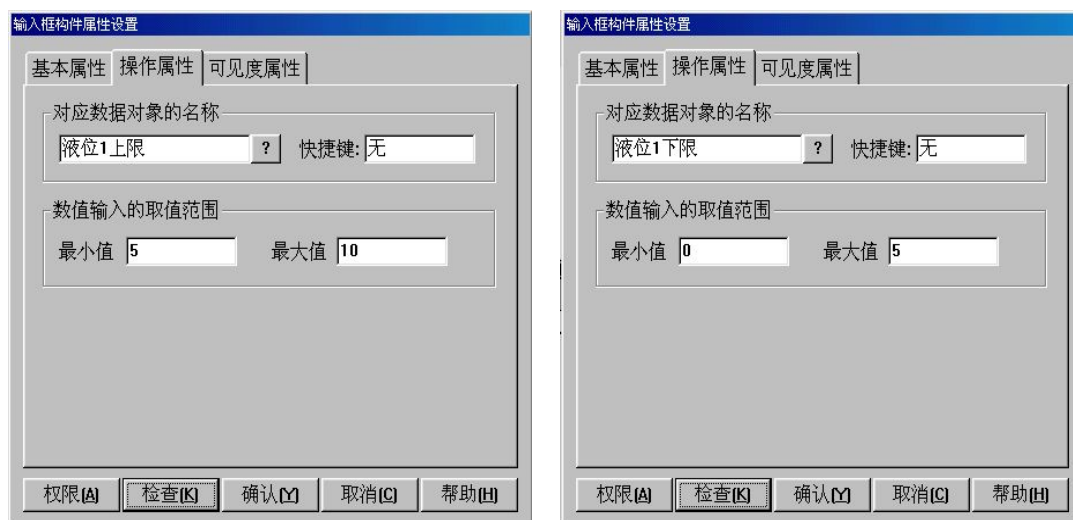 输入框构件属性设置
基本属性 操作属性 可见度属性
对应数据对象的名称
液位1上限 ? 快捷键: 无
数值输入的取值范围
最小值 5 最大值 10
权限(A) 检查(K) 确认(Y) 取消(C) 帮助(H)
输入框构件属性设置
基本属性 操作属性 可见度属性
对应数据对象的名称
液位1下限 ? 快捷键: 无
数值输入的取值范围
最小值 0 最大值 5
权限(A) 检查(K) 确认(Y) 取消(C) 帮助(H)